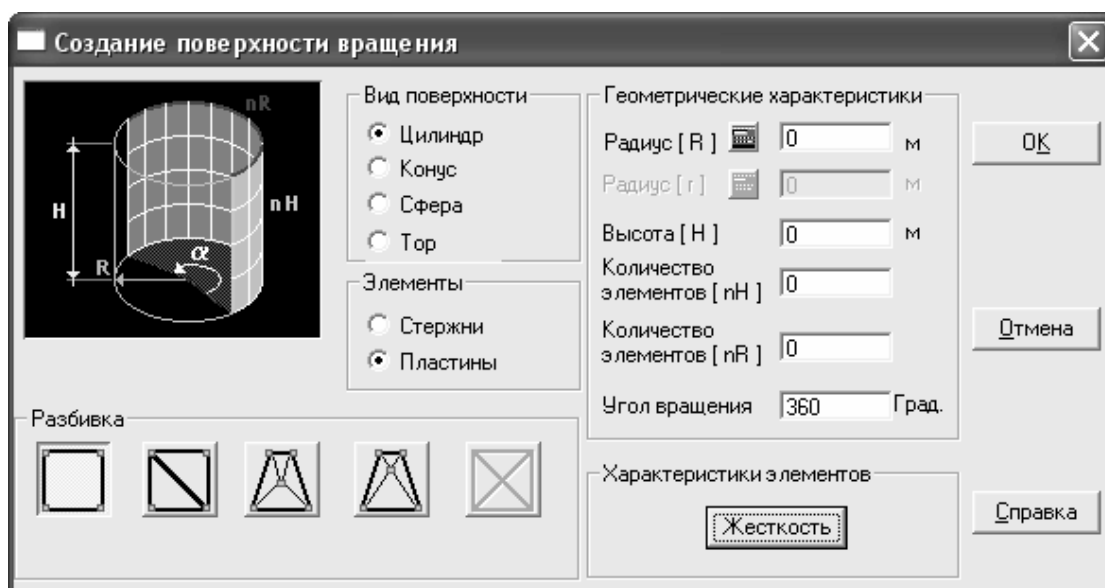 Создание поверхности вращения
nR
H
nH
α
R
Вид поверхности
Цилиндр
Конус
Сфера
Тор
Элементы
Стержни
Пластины
Геометрические характеристики
Радиус [ R ] 0 м
Радиус [ r ] 0 м
Высота [ H ] 0 м
Количество
элементов [ nH ] 0
Количество
элементов [ nR ] 0
Угол вращения 360 Град.
Разбивка
Характеристики элементов
Жесткость
OK
Отмена
Справка